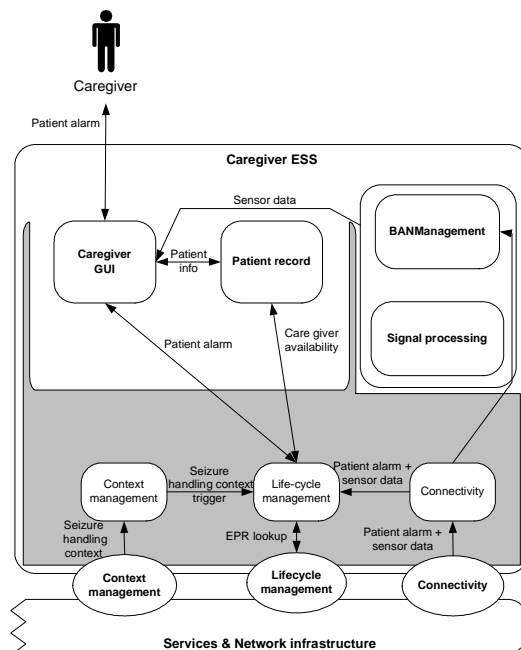 Caregiver
Patient alarm
Caregiver ESS
Sensor data
BANManagement
Caregiver
GUI
Patient
info
Patient record
Signal processing
Patient alarm
Care giver
availability
Context
management
Seizure
handling context
trigger
Life-cycle
management
Patient alarm +
sensor data
Connectivity
Seizure
handling
context
EPR lookup
Patient alarm +
sensor data
Context
management
Lifecycle
management
Connectivity
Services & Network infrastructure